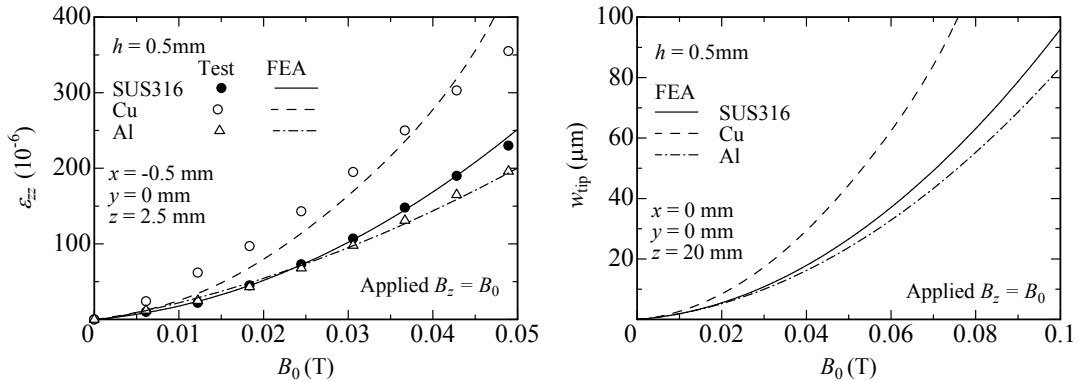 400
300
200
100
0
ε_zz (10⁻⁶)
h = 0.5mm
Test FEA
SUS316
Cu
Al
x = -0.5 mm
y = 0 mm
z = 2.5 mm
Applied B_z = B_0
0 0.01 0.02 0.03 0.04 0.05
B_0 (T)
100
80
60
40
20
w_tip (μm)
h = 0.5mm
FEA
SUS316
Cu
Al
x = 0 mm
y = 0 mm
z = 20 mm
Applied B_z = B_0
0 0.02 0.04 0.06 0.08 0.1
B_0 (T)